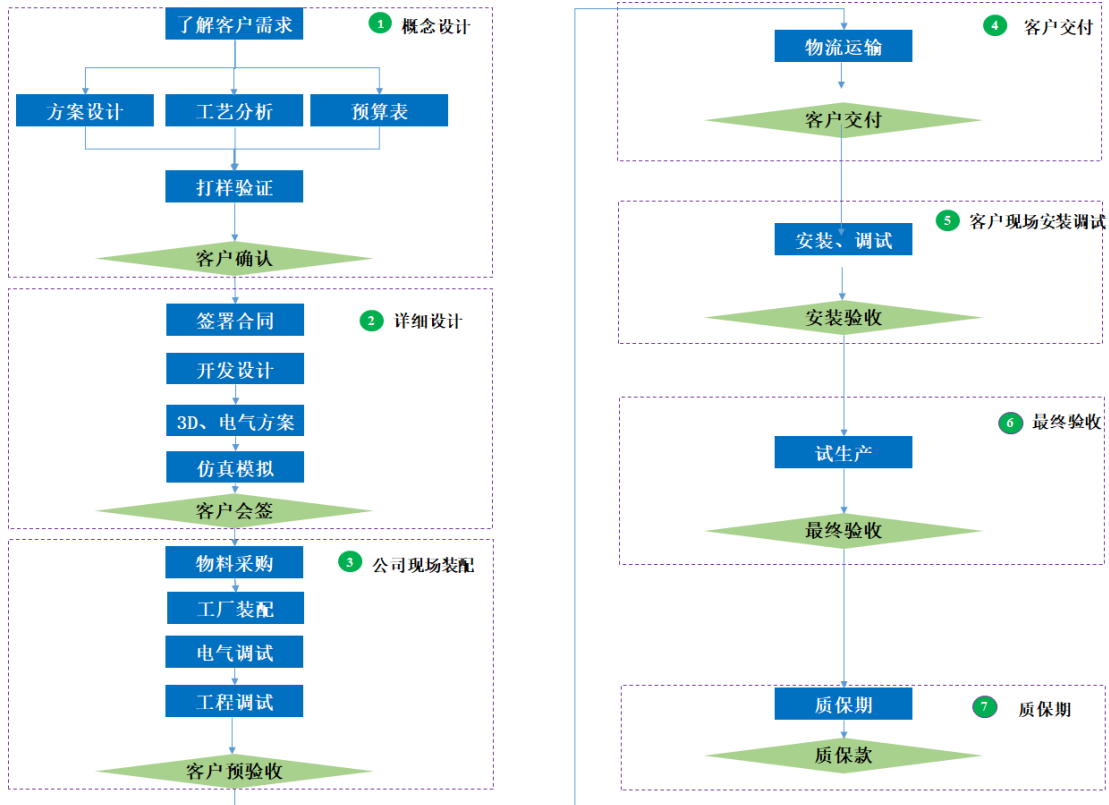 了解客户需求
1 概念设计
方案设计
工艺分析
预算表
打样验证
客户确认
签署合同
2 详细设计
开发设计
3D、电气方案
仿真模拟
客户会签
物料采购
3 公司现场装配
工厂装配
电气调试
工程调试
客户预验收
4 客户交付
物流运输
客户交付
5 客户现场安装调试
安装、调试
安装验收
6 最终验收
试生产
最终验收
质保期
7 质保期
质保款